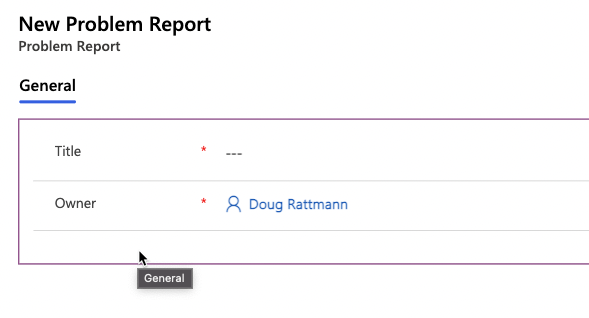 New Problem Report
Problem Report
General
Title * ---
Owner * Doug Rattmann
General